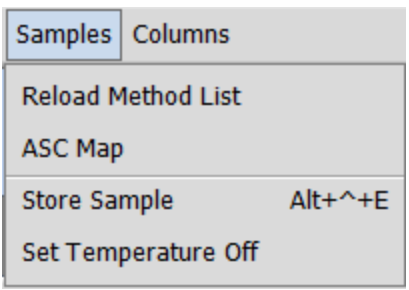 Samples Columns
Reload Method List
ASC Map
Store Sample Alt+^+E
Set Temperature Off